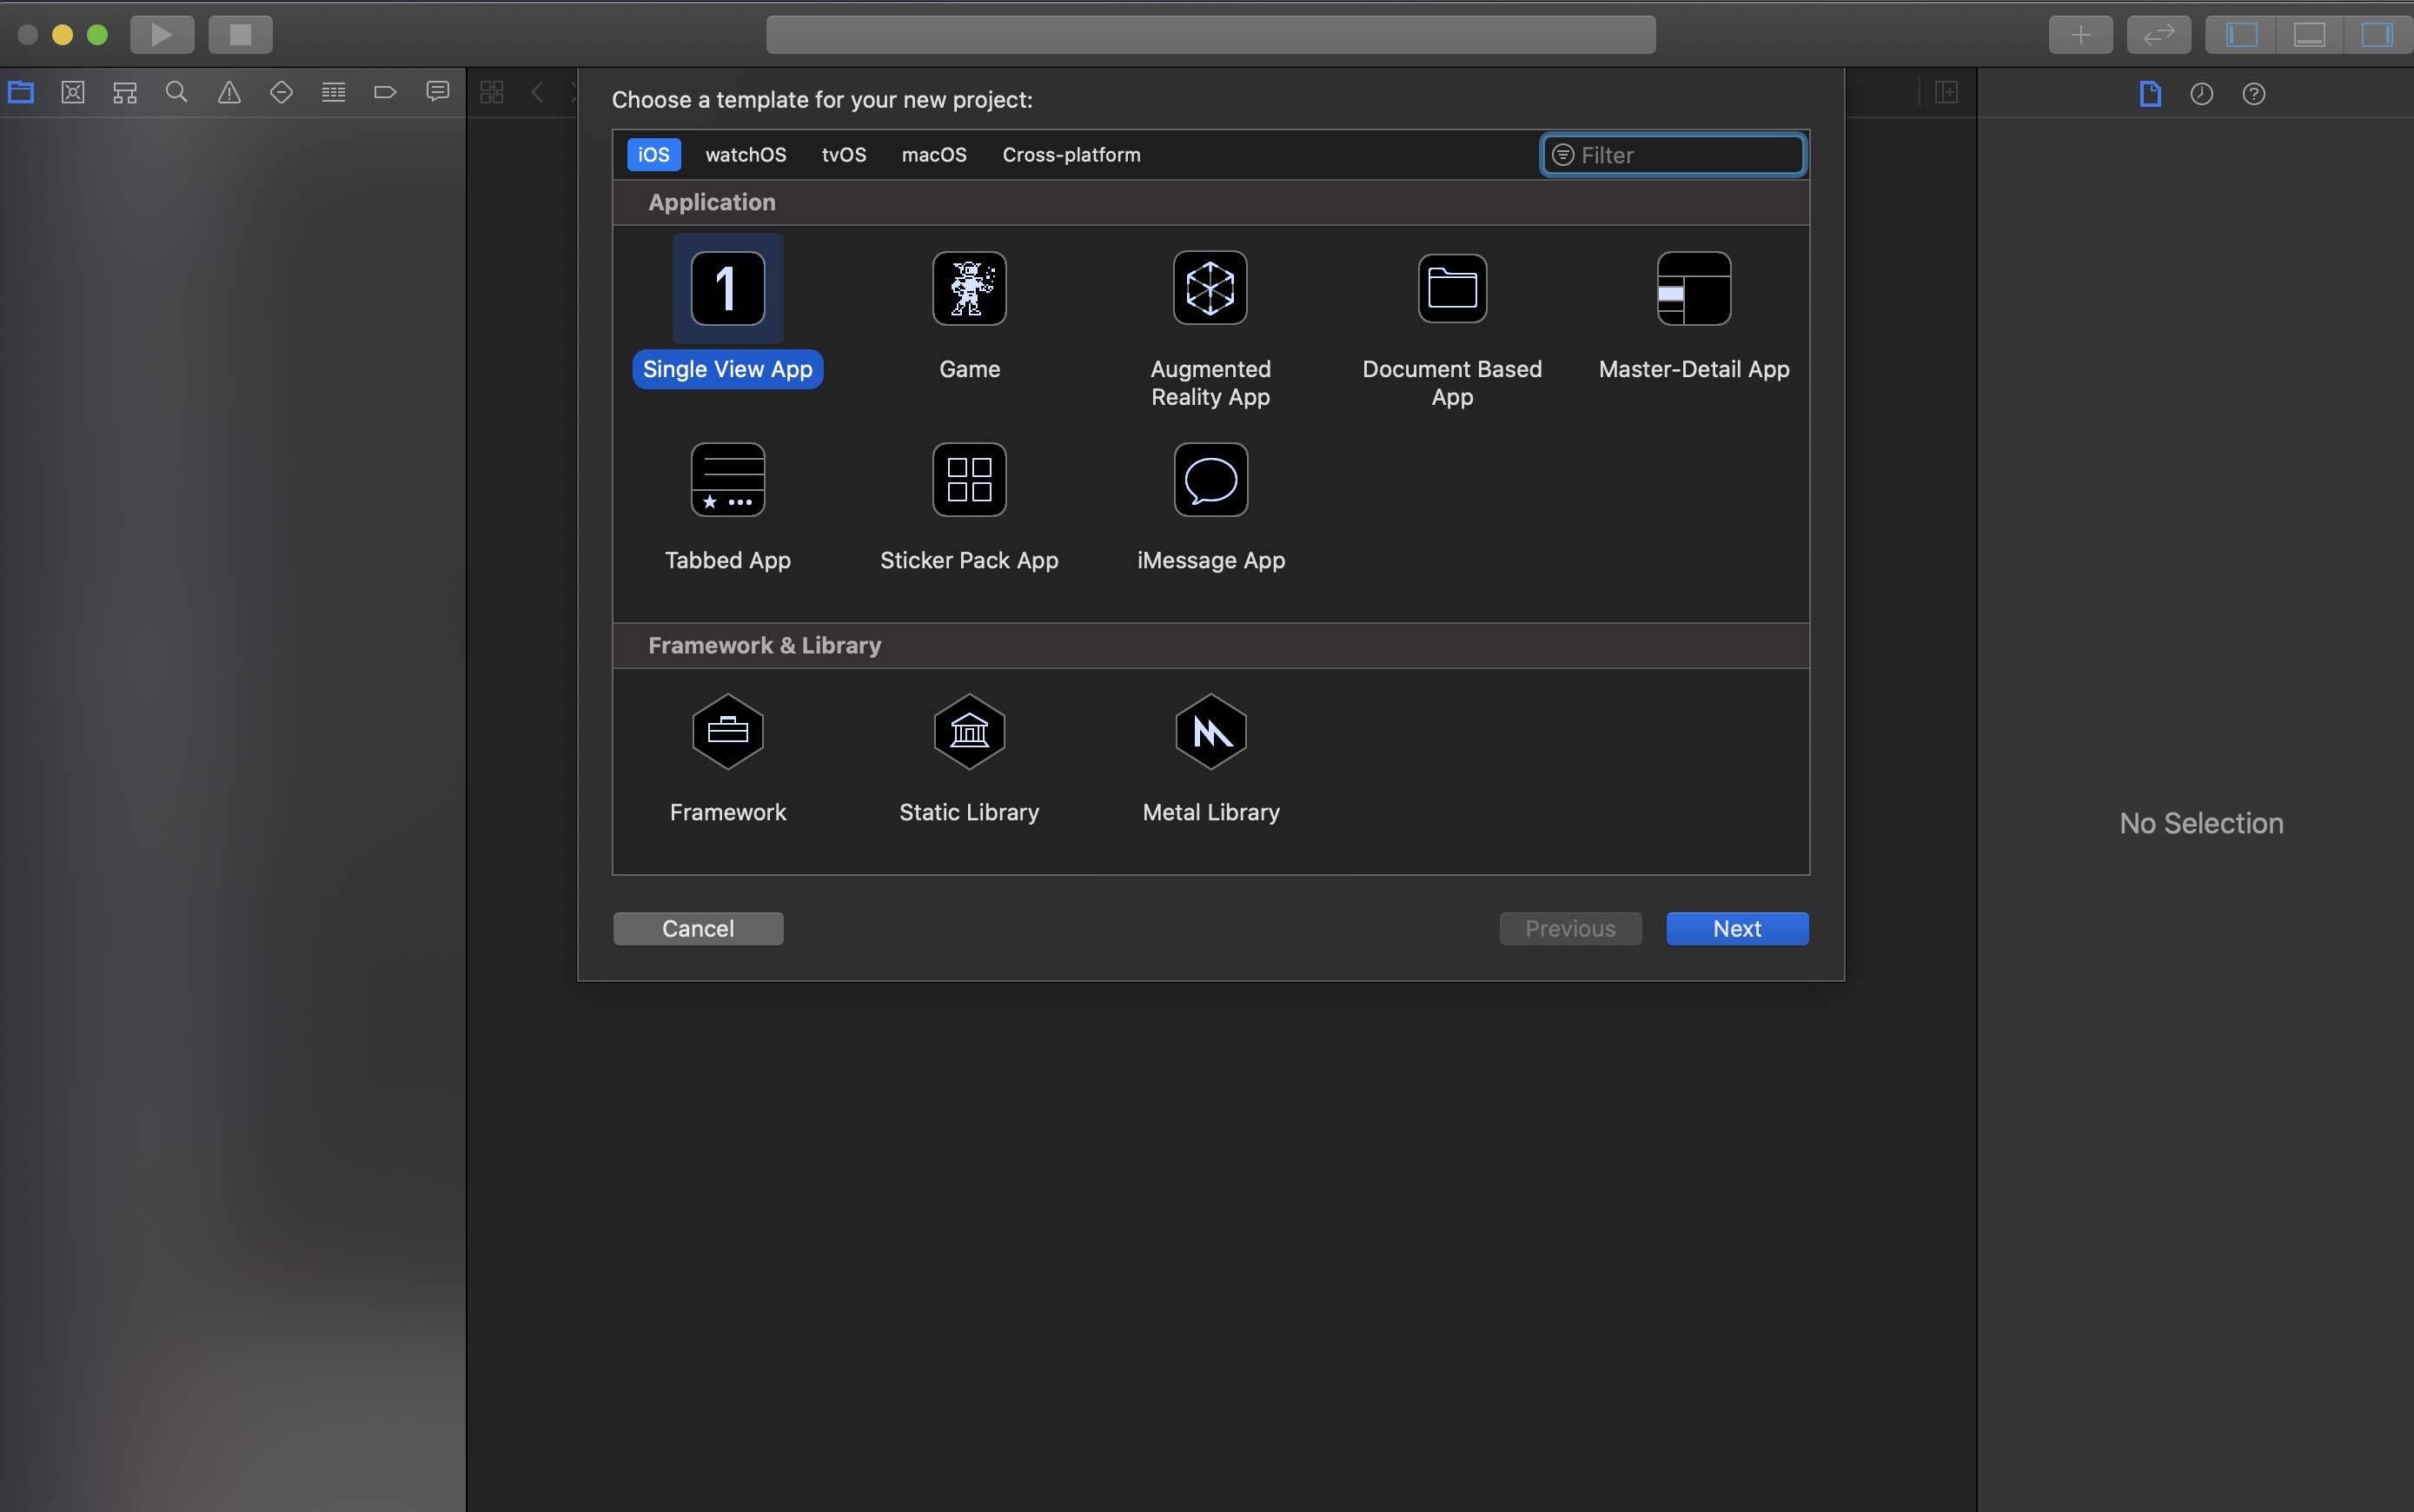 Choose a template for your new project:
iOS watchOS tvOS macOS Cross-platform Filter
Application
1
Single View App Game Augmented Reality App Document Based App Master-Detail App
Tabbed App Sticker Pack App iMessage App
Framework & Library
Framework Static Library Metal Library
No Selection
Cancel Previous Next